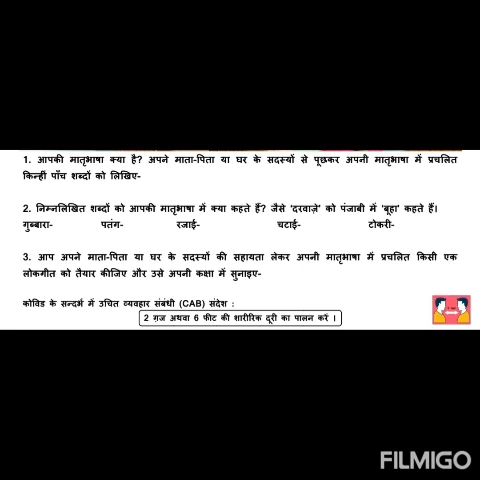 1. आपकी मातृभाषा क्या है? अपने माता-पिता या घर के सदस्यों से पूछकर अपनी मातृभाषा में प्रचलित
किन्हीं पाँच शब्दों को लिखिए-
2. निम्नलिखित शब्दों को आपकी मातृभाषा में क्या कहते हैं? जैसे 'दरवाज़े' को पंजाबी में 'बूहा' कहते हैं।
गुब्बारा- पतंग- रजाई- चटाई- टोकरी-
3. आप अपने माता-पिता या घर के सदस्यों की सहायता लेकर अपनी मातृभाषा में प्रचलित किसी एक
लोकगीत को तैयार कीजिए और उसे अपनी कक्षा में सुनाइए-
कोविड के सन्दर्भ में उचित व्यवहार संबंधी (CAB) संदेश :
2 ग़ज अथवा 6 फीट की शारीरिक दूरी का पालन करें ।
FILMIGO